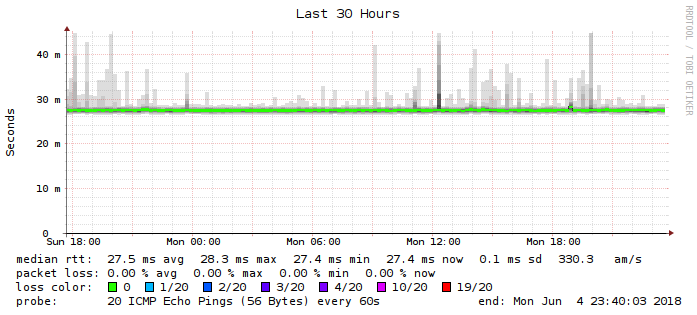 Last 30 Hours
RRDTOOL / TOBI OETIKER
Seconds
40 m
30 m
20 m
10 m
0
Sun 18:00 Mon 00:00 Mon 06:00 Mon 12:00 Mon 18:00
median rtt: 27.5 ms avg 28.3 ms max 27.4 ms min 27.4 ms now 0.1 ms sd 330.3 am/s
packet loss: 0.00 % avg 0.00 % max 0.00 % min 0.00 % now
loss color: 0 1/20 2/20 3/20 4/20 10/20 19/20
probe: 20 ICMP Echo Pings (56 Bytes) every 60s end: Mon Jun 4 23:40:03 2018